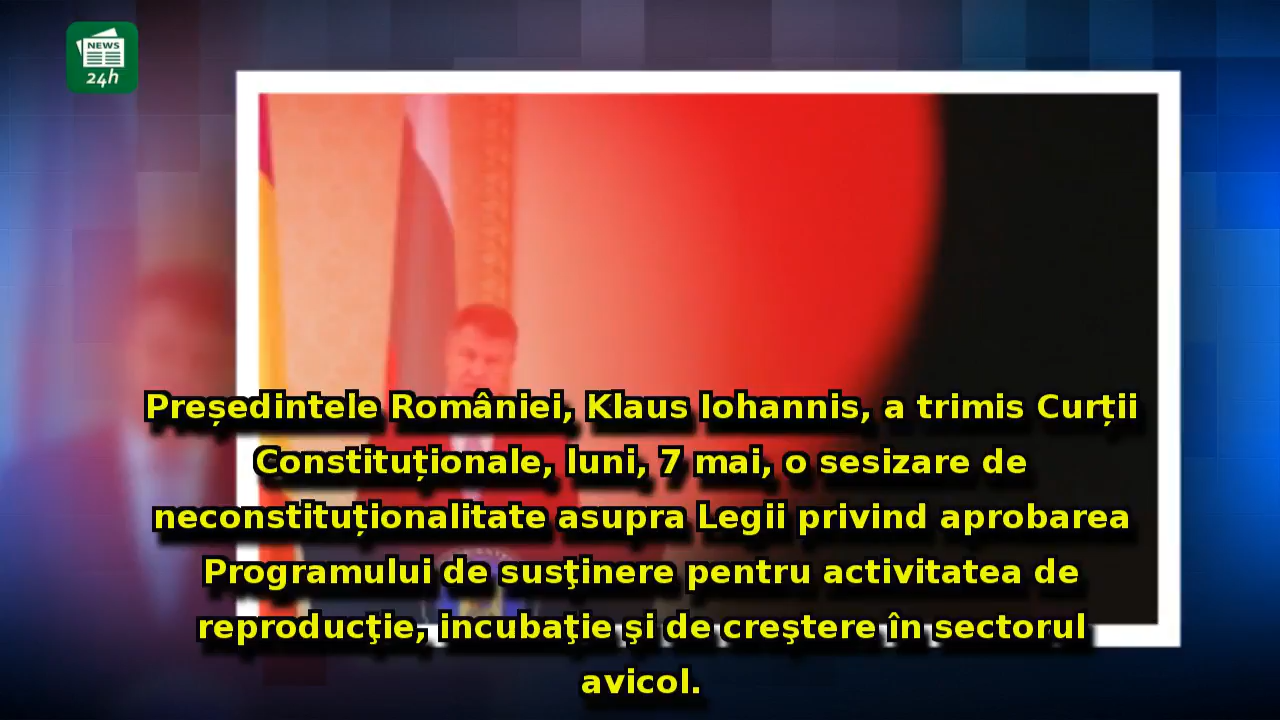 NEWS
24h
Președintele României, Klaus Iohannis, a trimis Curții
Constituționale, luni, 7 mai, o sesizare de
neconstituționalitate asupra Legii privind aprobarea
Programului de susţinere pentru activitatea de
reproducţie, incubaţie şi de creştere în sectorul
avicol.